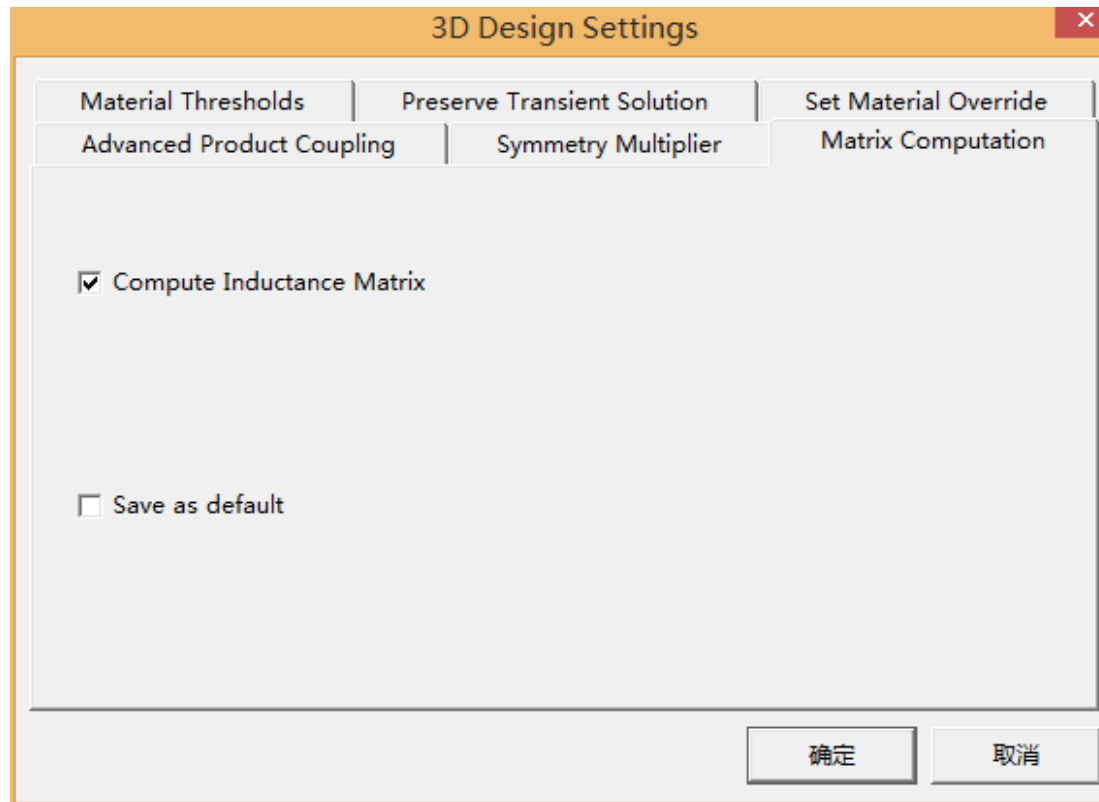 3D Design Settings
Material Thresholds
Preserve Transient Solution
Set Material Override
Advanced Product Coupling
Symmetry Multiplier
Matrix Computation
Compute Inductance Matrix
Save as default
确定
取消